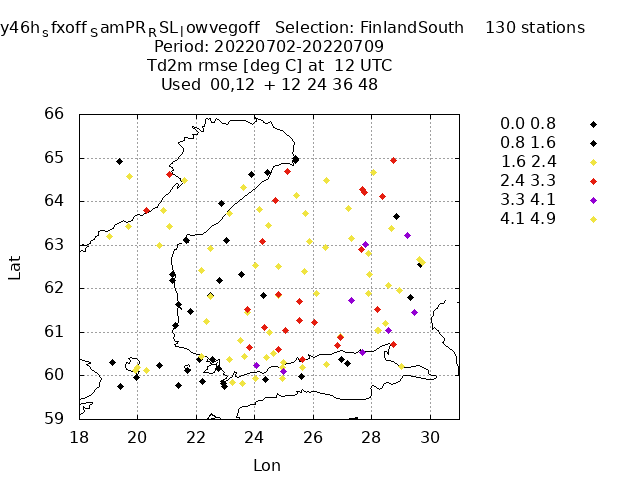 y46h_sfxoff_SamPR_RSL_lowvegoff Selection: FinlandSouth 130 stations
Period: 20220702-20220709
Td2m rmse [deg C] at 12 UTC
Used 00,12 + 12 24 36 48
66
65
64
63
62
61
60
59
18 20 22 24 26 28 30
Lat
Lon
0.0 0.8
0.8 1.6
1.6 2.4
2.4 3.3
3.3 4.1
4.1 4.9